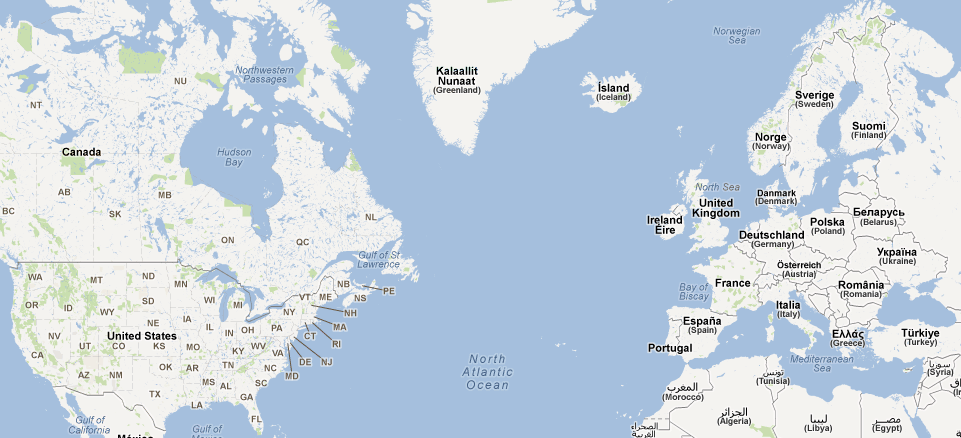 Norwegian
Sea
Kalaallit
Nunaat
(Greenland)
Northwestern
Passages
NU
NT
Ísland
(Iceland)
Sverige
(Sweden)
Suomi
(Finland)
Norge
(Norway)
Canada
Hudson
Bay
AB
MB
SK
BC
ON
QC
NL
North Sea
Danmark
(Denmark)
United
Kingdom
Ireland
Éire
Беларусь
(Belarus)
Polska
(Poland)
Deutschland
(Germany)
Україна
(Ukraine)
Österreich
(Austria)
France
România
(Romania)
Bay of
Biscay
Italia
(Italy)
España
(Spain)
Portugal
Ελλάς
(Greece)
Türkiye
(Turkey)
Mediterranean
Sea
Gulf of St
Lawrence
NB
PE
NS
ME
VT
NH
NY
MA
RI
CT
NJ
DE
MD
PA
WA
MT
ND
OR
ID
SD
WI
MI
WY
NE
IA
IL
IN
OH
NV
UT
CO
KS
MO
KY
WV
VA
CA
United States
AZ
NM
OK
AR
TN
NC
SC
MS
AL
GA
TX
LA
FL
North
Atlantic
Ocean
Gulf of
California
Gulf of
México
المغرب
(Morocco)
الجزائر
(Algeria)
تونس
(Tunisia)
ليبيا
(Libya)
مصر
(Egypt)
سوريا
(Syria)
الصحراء
الغربية